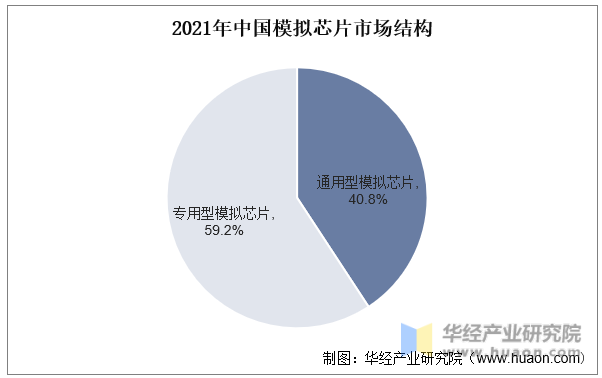 2021年中国模拟芯片市场结构
通用型模拟芯片,
40.8%
专用型模拟芯片,
59.2%
华经产业研究院
www.huaon.com
制图：华经产业研究院（www.huaon.com)